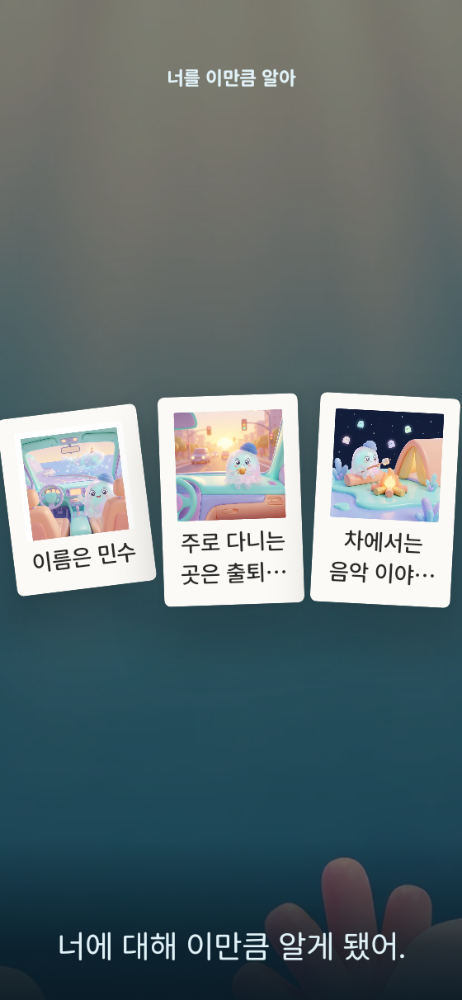 너를 이만큼 알아
이름은 민수
주로 다니는
곳은 출퇴…
차에서는
음악 이야…
너에 대해 이만큼 알게 됐어.